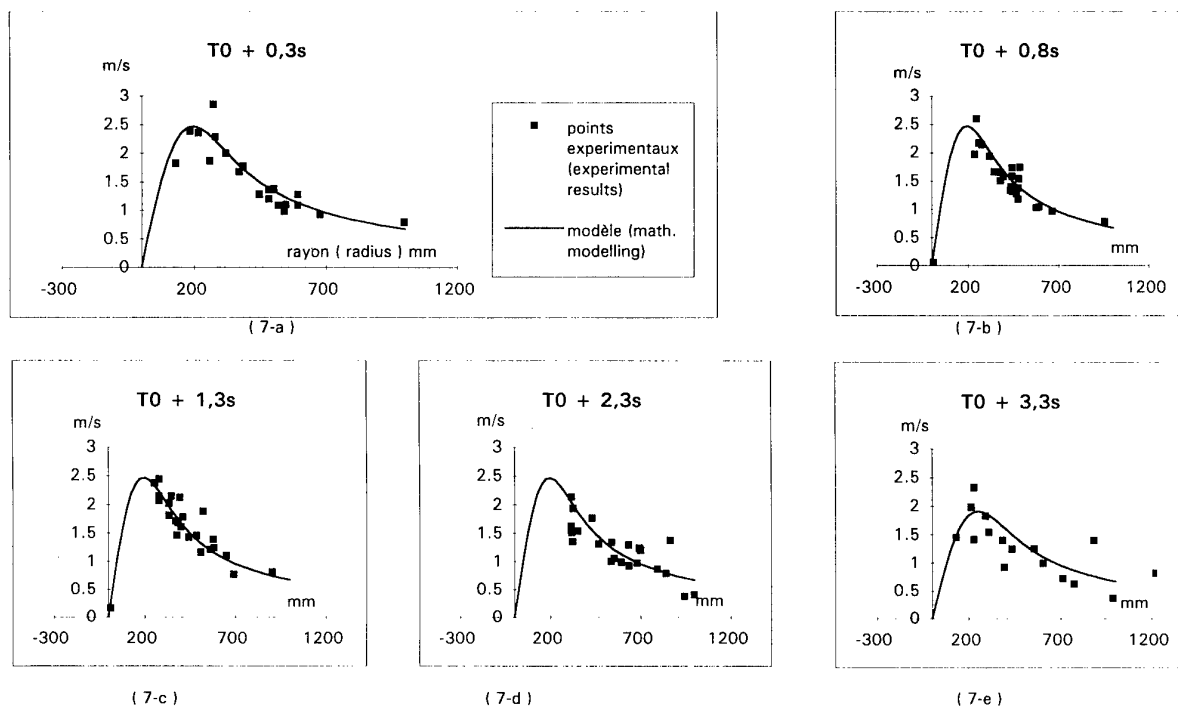 TO + 0,3s
m/s
3
2.5
2
1.5
1
0.5
0
rayon ( radius ) mm
-300 200 700 1200
points
experimentaux
(experimental
results)
modèle (math.
modelling)
( 7-a )
TO + 0,8s
m/s
3
2.5
2
1.5
1
0.5
0
mm
-300 200 700 1200
(7-b)
TO + 1,3s
m/s
3
2.5
2
1.5
1
0.5
0
mm
-300 200 700 1200
( 7-c )
TO + 2,3s
m/s
3
2.5
2
1.5
1
0.5
0
mm
-300 200 700 1200
( 7-d )
TO + 3,3s
m/s
3
2.5
2
1.5
1
0.5
0
mm
-300 200 700 1200
( 7-e )